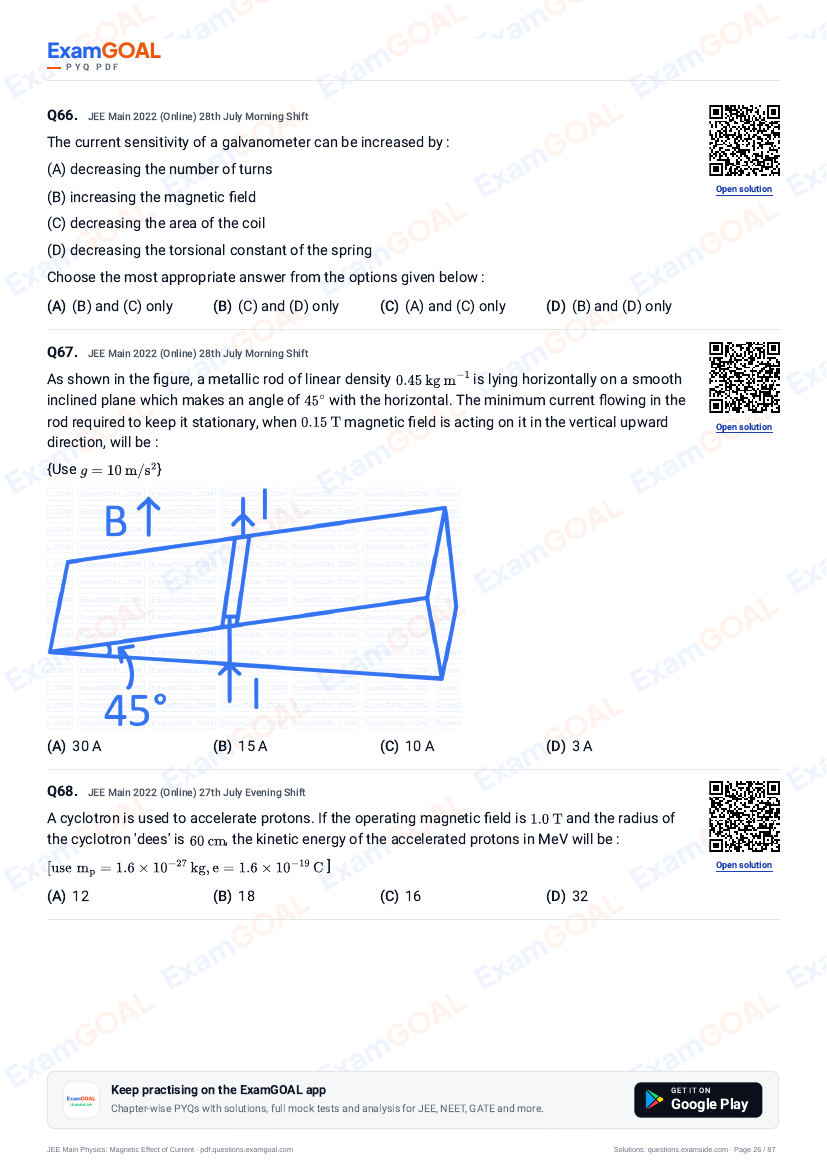 ExamGOAL
PYQ PDF
Q66. JEE Main 2022 (Online) 28th July Morning Shift
The current sensitivity of a galvanometer can be increased by :
(A) decreasing the number of turns
(B) increasing the magnetic field
(C) decreasing the area of the coil
(D) decreasing the torsional constant of the spring
Choose the most appropriate answer from the options given below :
(A) (B) and (C) only (B) (C) and (D) only (C) (A) and (C) only (D) (B) and (D) only
Open solution
Q67. JEE Main 2022 (Online) 28th July Morning Shift
As shown in the figure, a metallic rod of linear density 0.45 kg m⁻¹ is lying horizontally on a smooth
inclined plane which makes an angle of 45° with the horizontal. The minimum current flowing in the
rod required to keep it stationary, when 0.15 T magnetic field is acting on it in the vertical upward
direction, will be :
{Use g = 10 m/s²}
Open solution
B I
45° I
(A) 30 A (B) 15 A (C) 10 A (D) 3 A
Q68. JEE Main 2022 (Online) 27th July Evening Shift
A cyclotron is used to accelerate protons. If the operating magnetic field is 1.0 T and the radius of
the cyclotron 'dees' is 60 cm, the kinetic energy of the accelerated protons in MeV will be :
[use mₚ = 1.6 × 10⁻²⁷ kg, e = 1.6 × 10⁻¹⁹ C ]
Open solution
(A) 12 (B) 18 (C) 16 (D) 32
ExamGOAL
Keep practising on the ExamGOAL app
Chapter-wise PYQs with solutions, full mock tests and analysis for JEE, NEET, GATE and more.
GET IT ON
Google Play
JEE Main Physics: Magnetic Effect of Current · pdf.questions.examgoal.com
Solutions: questions.examside.com · Page 26 / 87